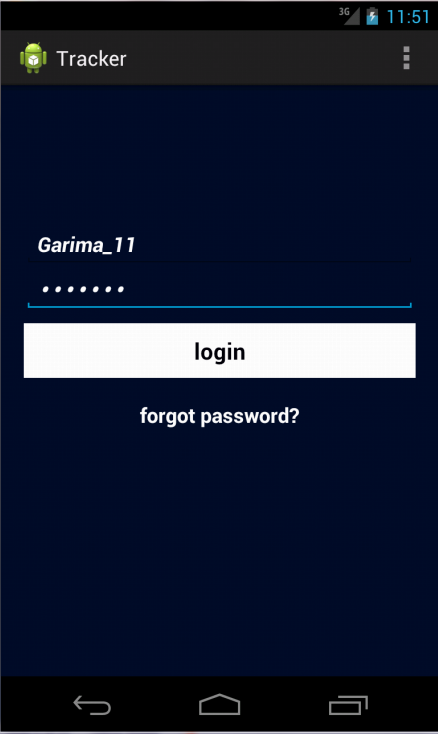 3G 11:51
Tracker
Garima_11
•••••••
login
forgot password?